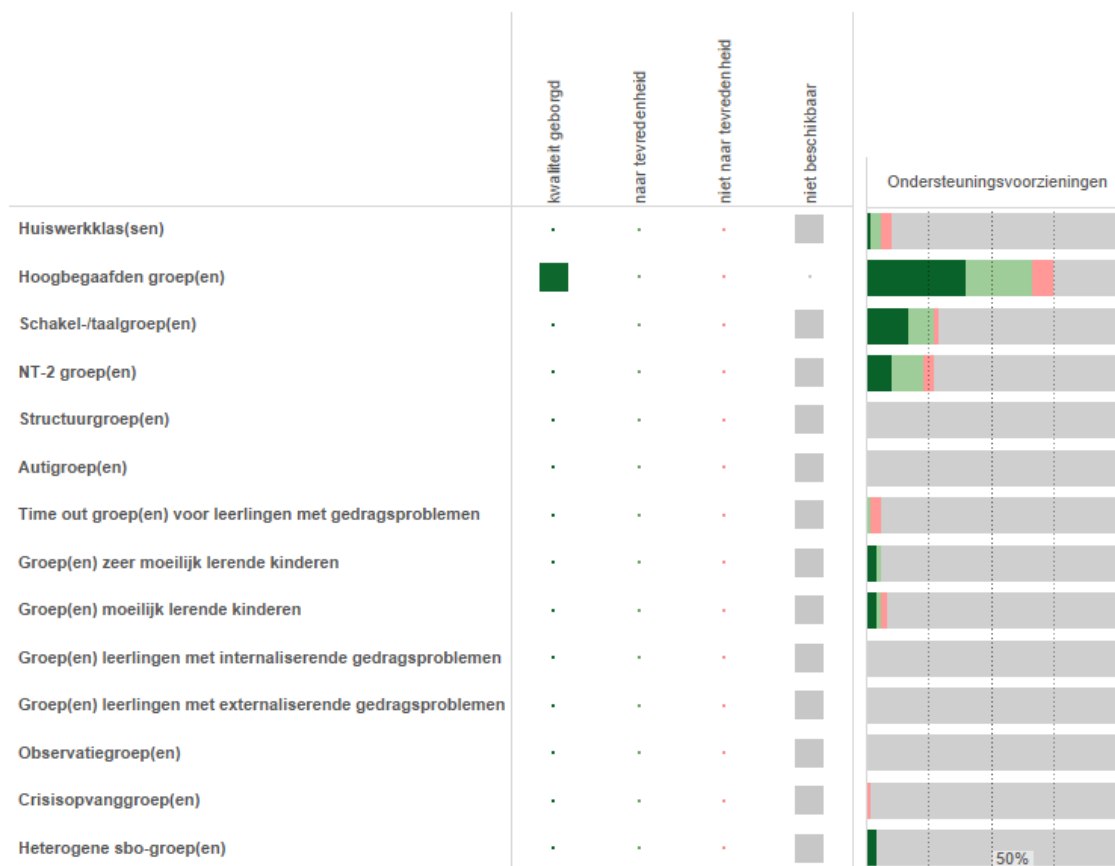 kwaliteit geborgd
naar tevredenheid
niet naar tevredenheid
niet beschikbaar
Ondersteuningsvoorzieningen
Huiswerkklas(sen)
Hoogbegaafden groep(en)
Schakel-/taalgroep(en)
NT-2 groep(en)
Structuurgroep(en)
Autigroep(en)
Time out groep(en) voor leerlingen met gedragsproblemen
Groep(en) zeer moeilijk lerende kinderen
Groep(en) moeilijk lerende kinderen
Groep(en) leerlingen met internaliserende gedragsproblemen
Groep(en) leerlingen met externaliserende gedragsproblemen
Observatiegroep(en)
Crisisopvanggroep(en)
Heterogene sbo-groep(en)
50%